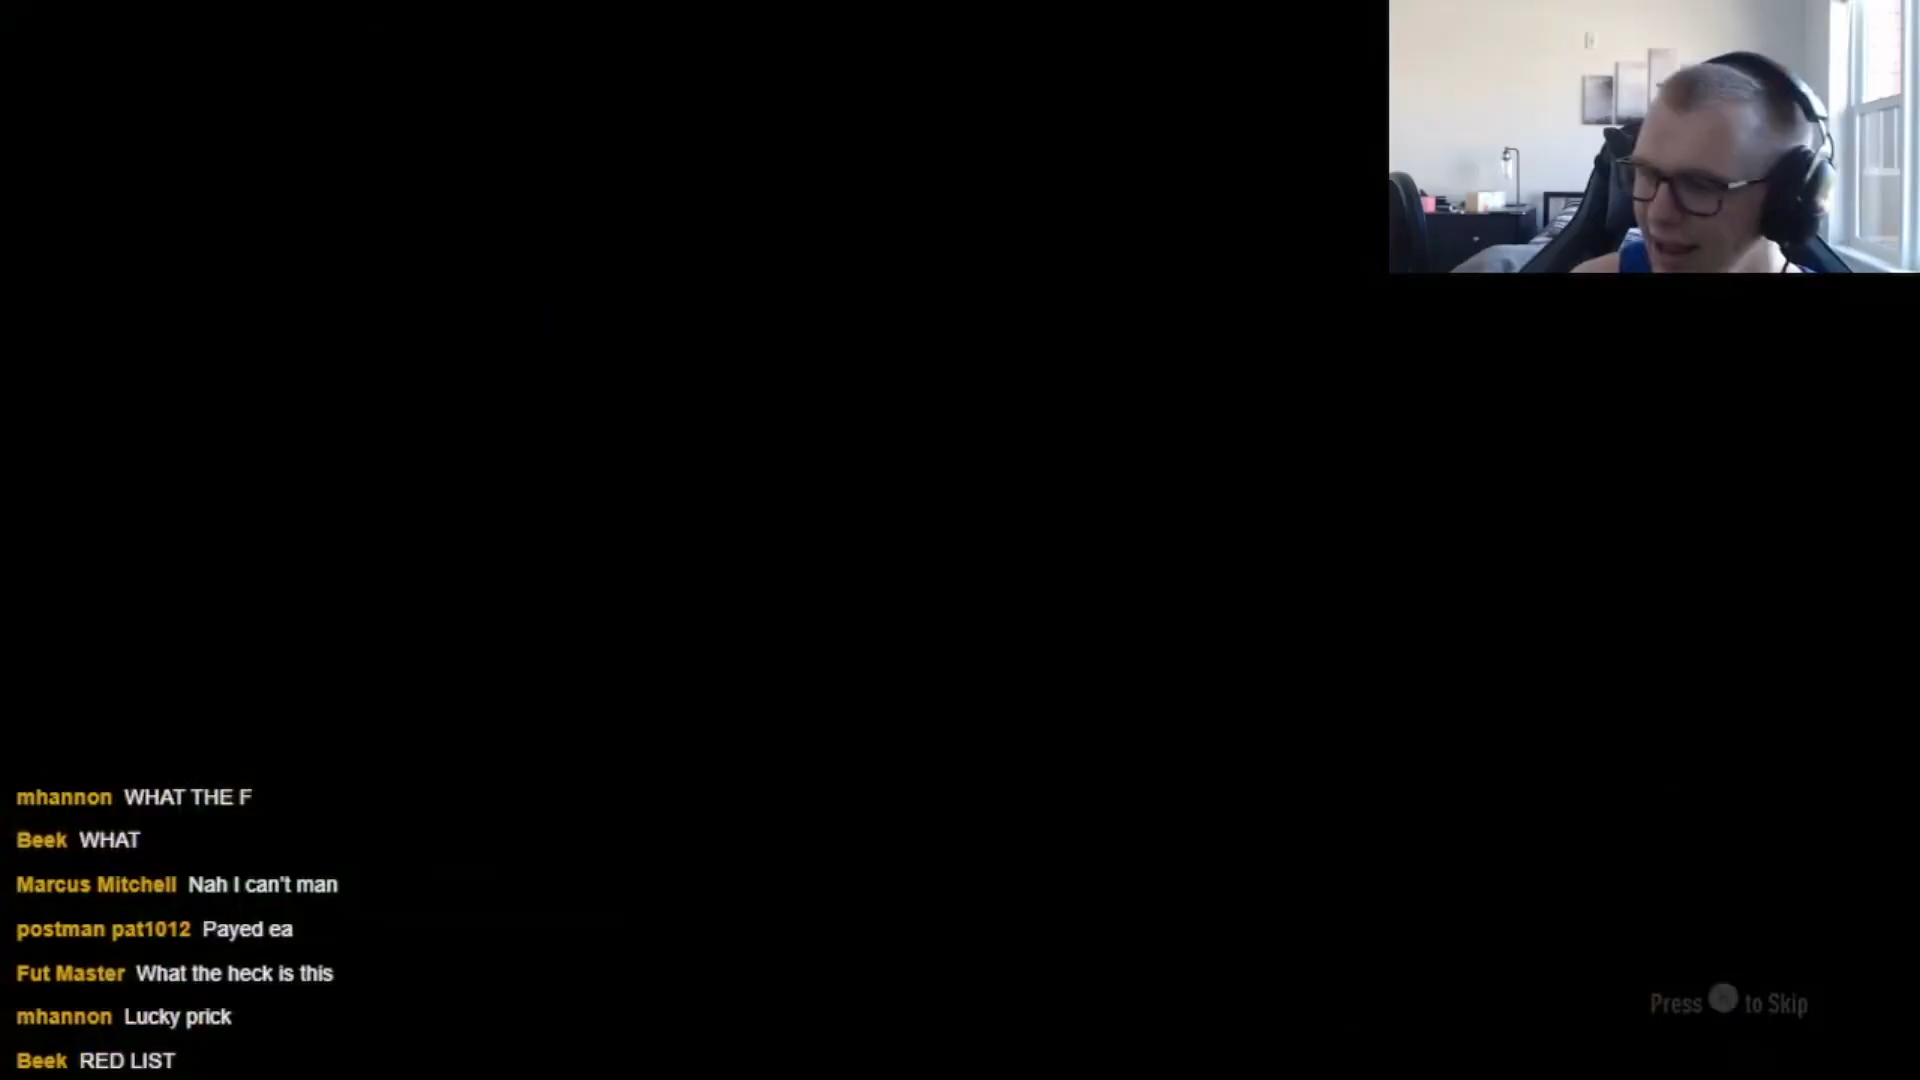 mhannon WHAT THE F
Beek WHAT
Marcus Mitchell Nah I can't man
postman pat1012 Payed ea
Fut Master What the heck is this
mhannon Lucky prick
Press to Skip
Beek RED LIST